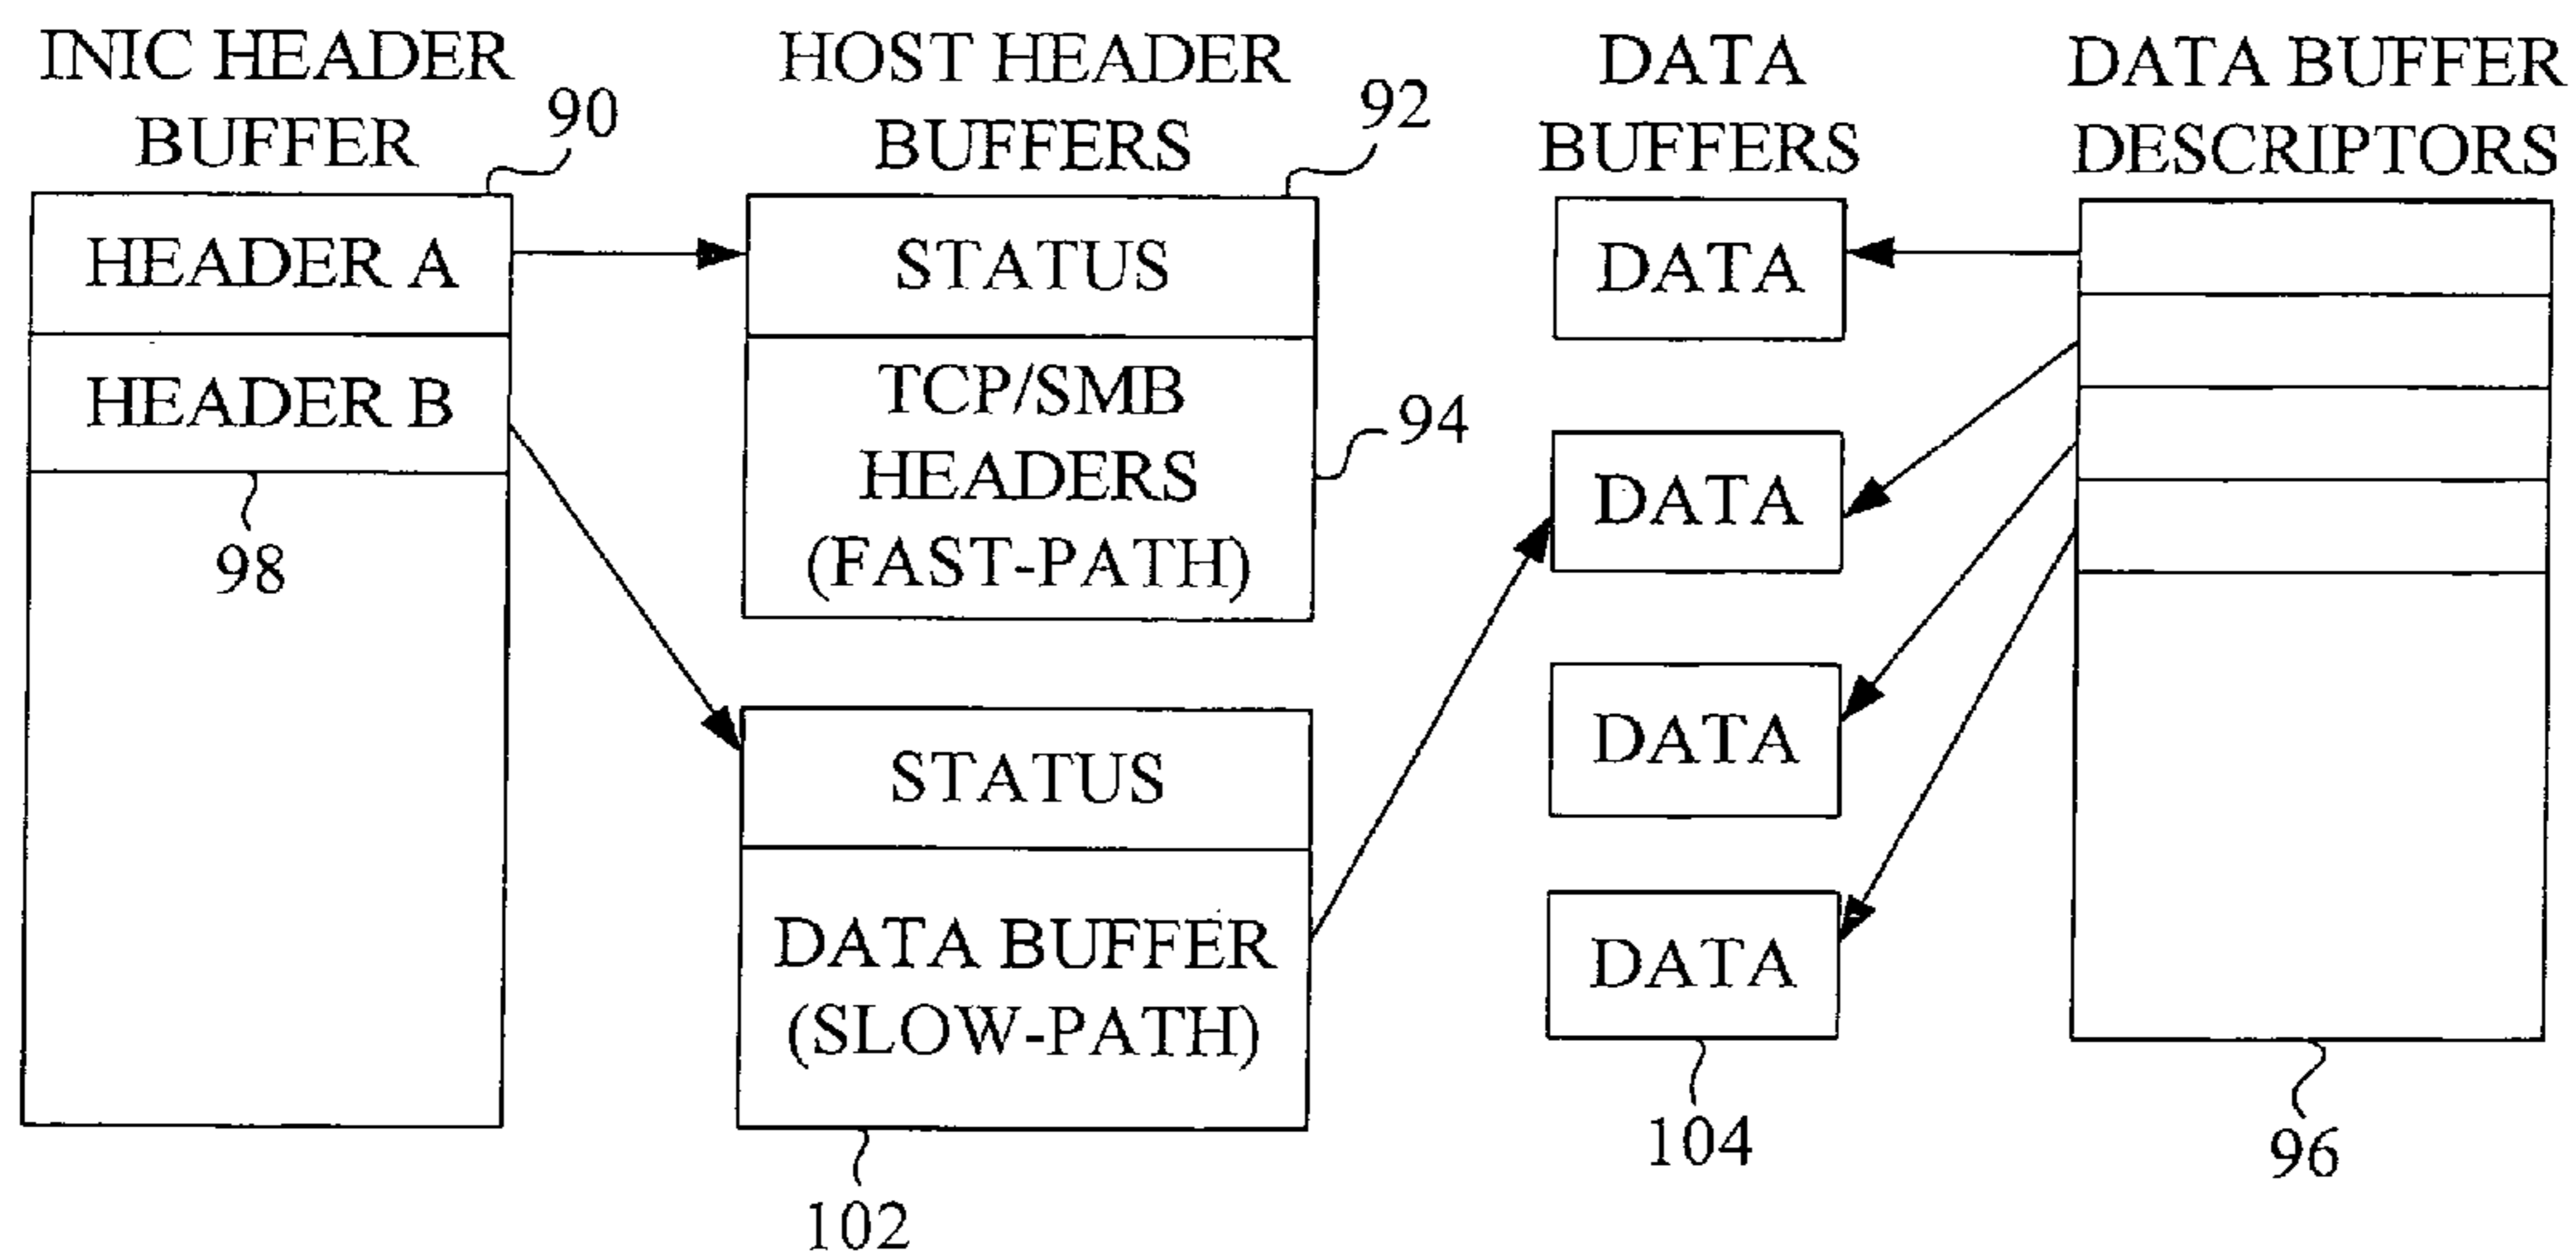 INIC HEADER
BUFFER
90
HEADER A
HEADER B
98
HOST HEADER
BUFFERS
92
STATUS
TCP/SMB
HEADERS
(FAST-PATH)
94
STATUS
DATA BUFFER
(SLOW-PATH)
102
DATA
BUFFERS
DATA
DATA
DATA
DATA
104
DATA BUFFER
DESCRIPTORS
96